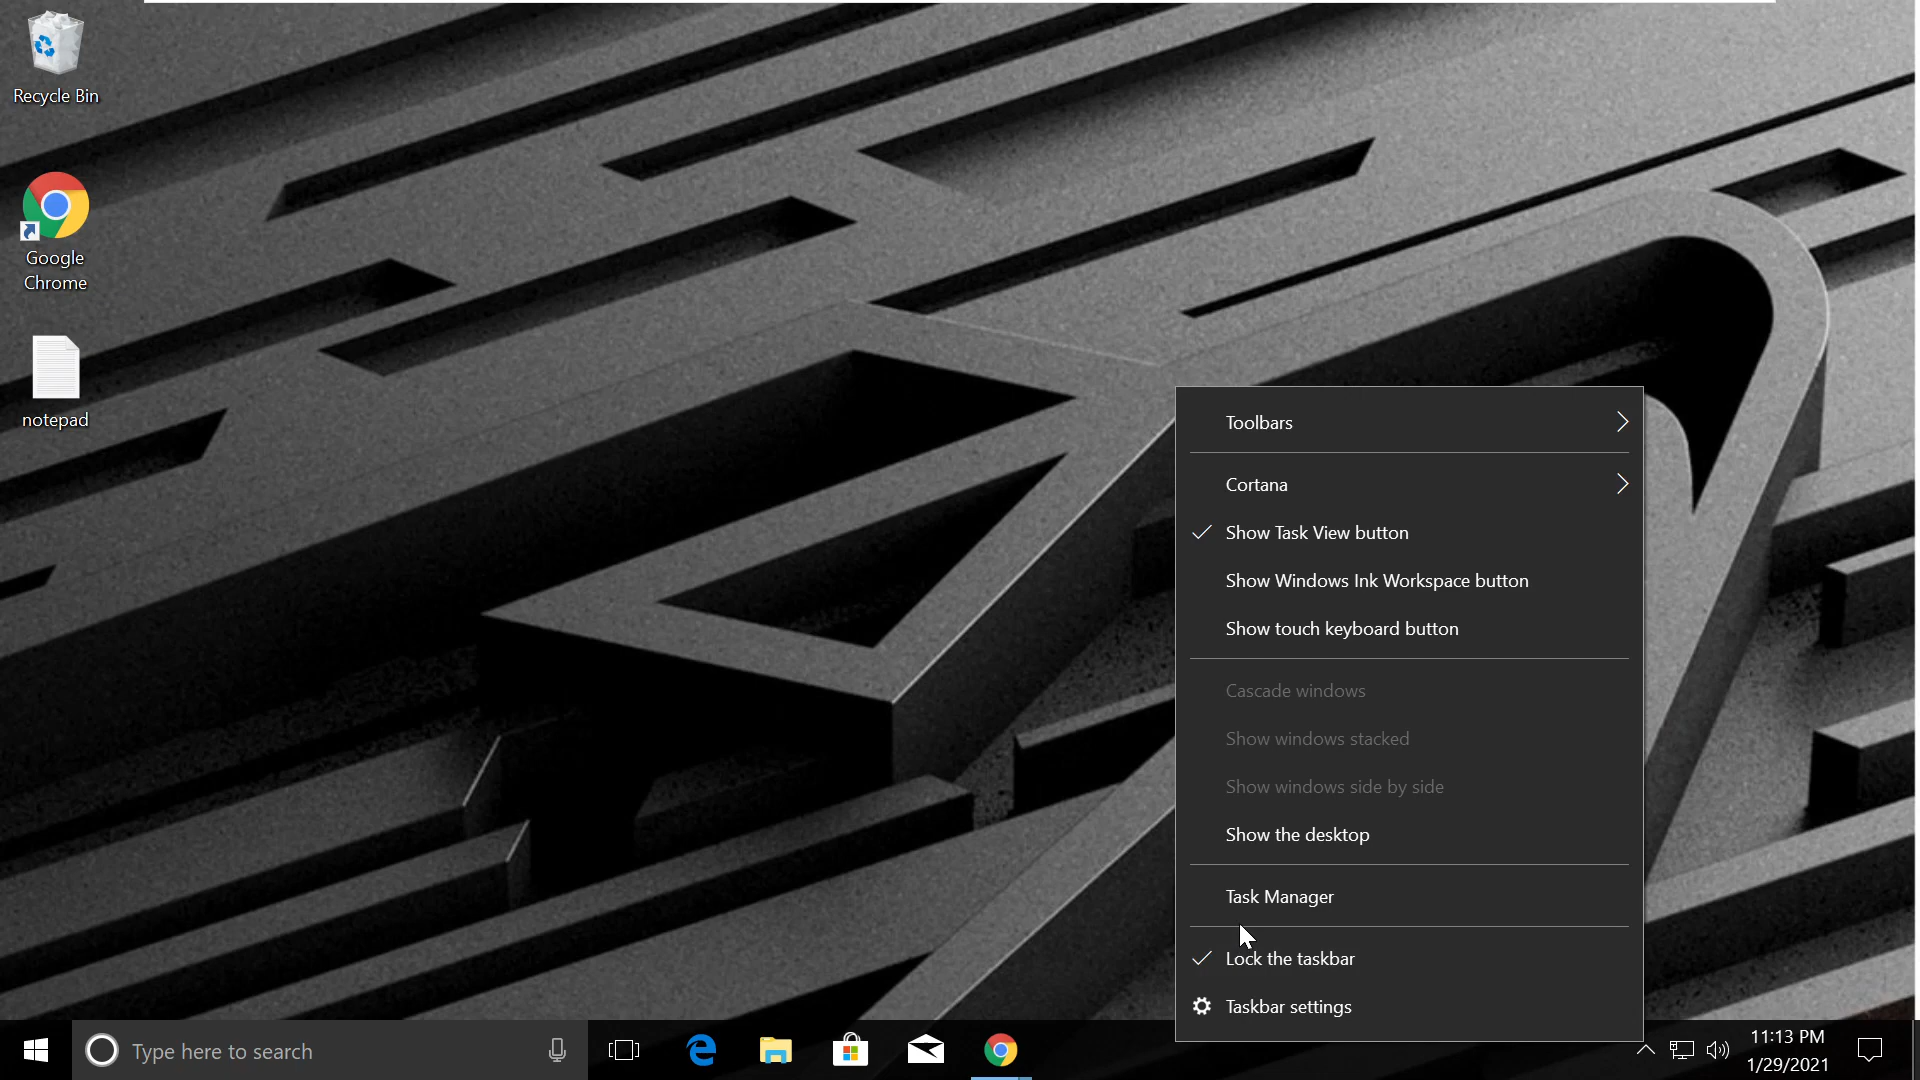 Recycle Bin
Google
Chrome
notepad
Toolbars
Cortana
Show Task View button
Show Windows Ink Workspace button
Show touch keyboard button
Cascade windows
Show windows stacked
Show windows side by side
Show the desktop
Task Manager
Lock the taskbar
Taskbar settings
Type here to search
11:13 PM
1/29/2021